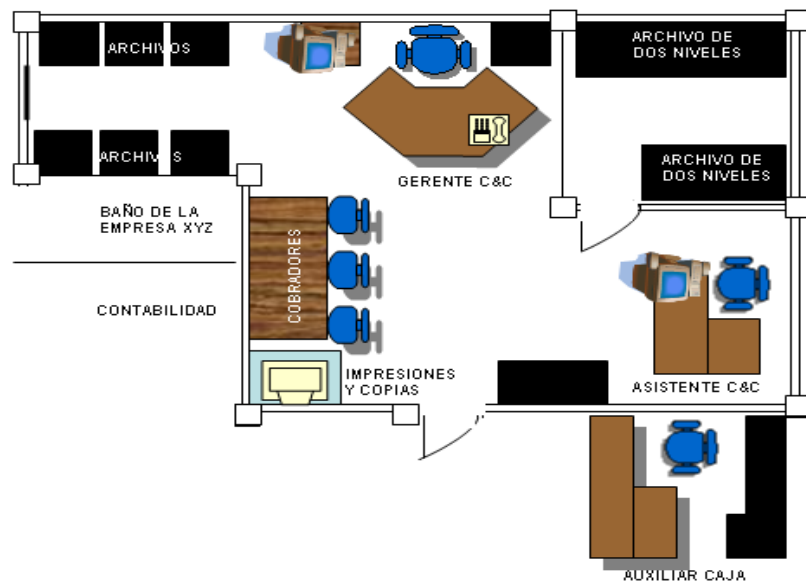 ARCHIVOS
ARCHIVO DE
DOS NIVELES
ARCHIVOS
ARCHIVO DE
DOS NIVELES
GERENTE C&C
BAÑO DE LA
EMPRESA XYZ
COBRADORES
CONTABILIDAD
IMPRESIONES
Y COPIAS
ASISTENTE C&C
AUXILIAR CAJA